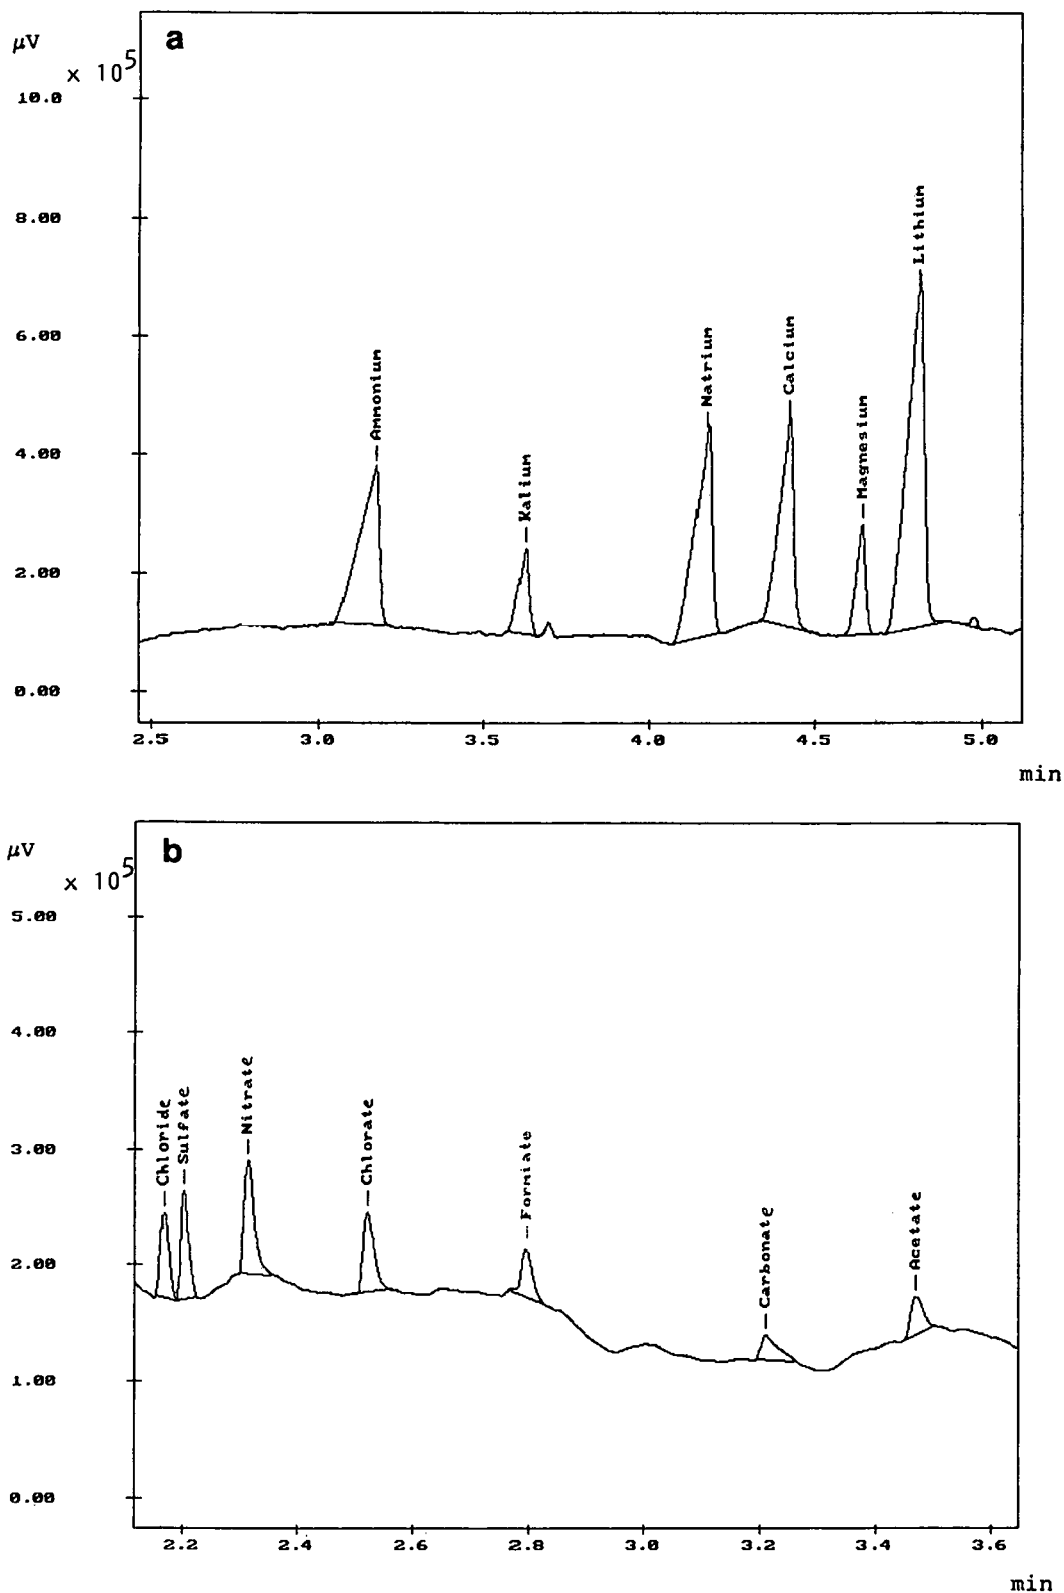 a
μV
x 10⁵
10.0
8.00
6.00
4.00
2.00
0.00
Ammonium
Kalium
Natrium
Calcium
Magnesium
Lithium
2.5 3.0 3.5 4.0 4.5 5.0
min
b
μV
x 10⁵
5.00
4.00
3.00
2.00
1.00
0.00
Chloride
Sulfate
Nitrate
Chlorate
Formiate
Carbonate
Acetate
2.2 2.4 2.6 2.8 3.0 3.2 3.4 3.6
min